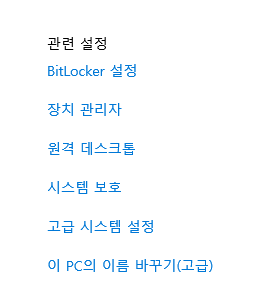 관련 설정
BitLocker 설정
장치 관리자
원격 데스크톱
시스템 보호
고급 시스템 설정
이 PC의 이름 바꾸기(고급)